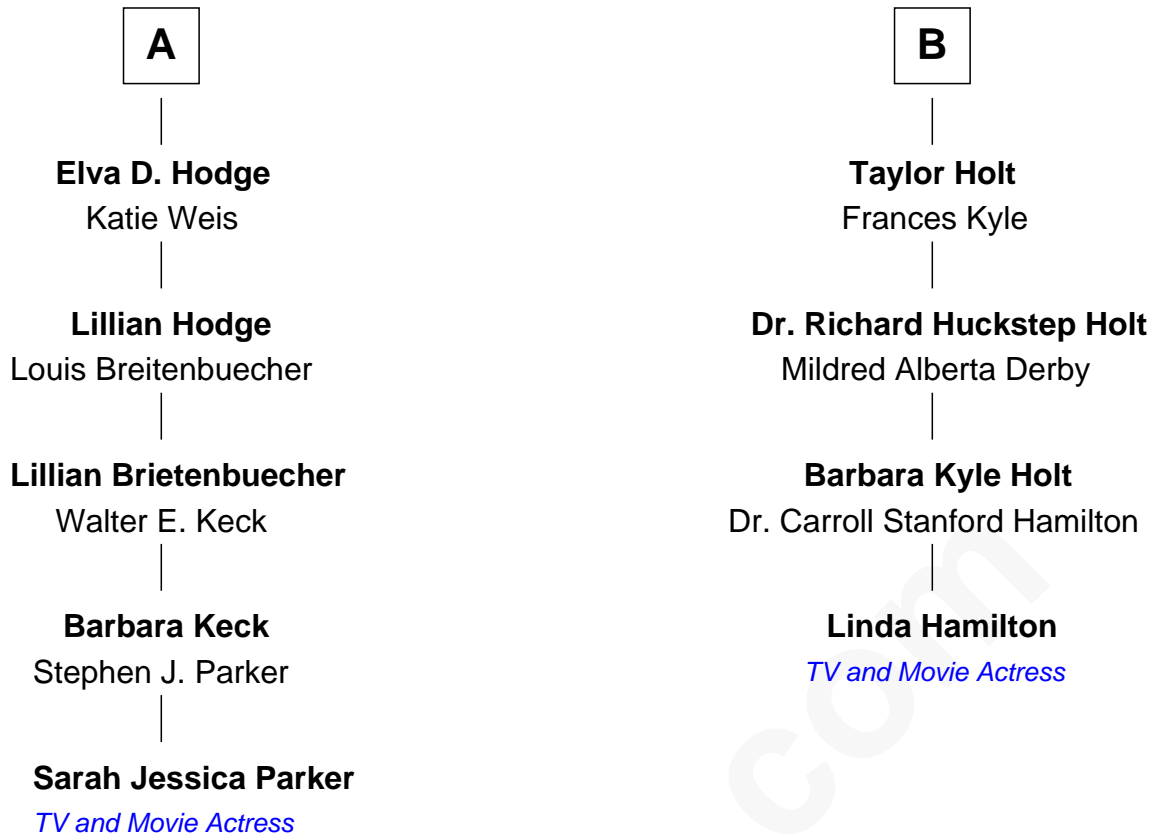 A
Elva D. Hodge
Katie Weis
Lillian Hodge
Louis Breitenbuecher
Lillian Brietenbuecher
Walter E. Keck
Barbara Keck
Stephen J. Parker
Sarah Jessica Parker
TV and Movie Actress
B
Taylor Holt
Frances Kyle
Dr. Richard Huckstep Holt
Mildred Alberta Derby
Barbara Kyle Holt
Dr. Carroll Stanford Hamilton
Linda Hamilton
TV and Movie Actress
com